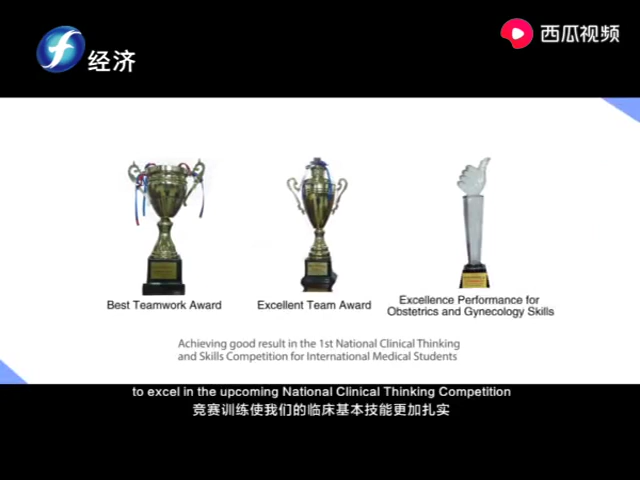 经济
西瓜视频
Best Teamwork Award
Excellent Team Award
Excellence Performance for
Obstetrics and Gynecology Skills
Achieving good result in the 1st National Clinical Thinking
and Skills Competition for International Medical Students
to excel in the upcoming National Clinical Thinking Competition
竞赛训练使我们的临床基本技能更加扎实